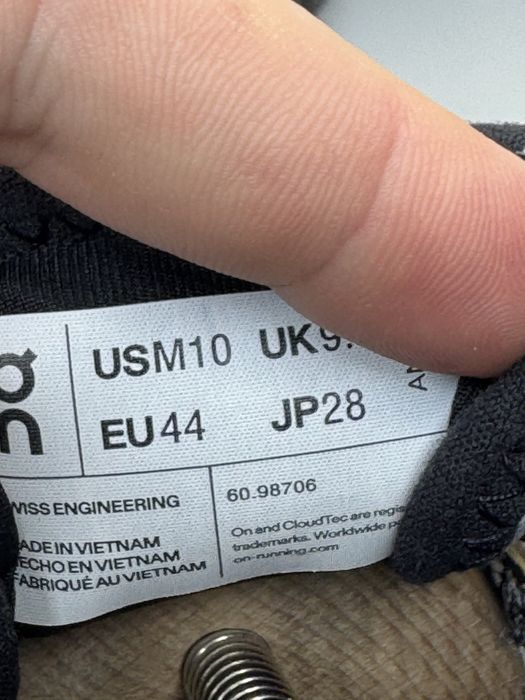 USM10 UK9.
EU44 JP28
WISS ENGINEERING
60.98706
ADE IN VIETNAM
ECHO EN VIETNAM
FABRIQUÉ AU VIETNAM
On and CloudTec are regis
trademarks. Worldwide p
on-running.com